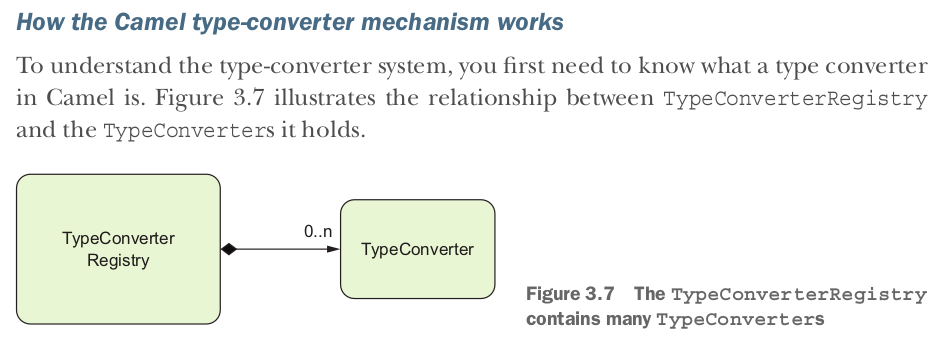 How the Camel type-converter mechanism works
To understand the type-converter system, you first need to know what a type converter
in Camel is. Figure 3.7 illustrates the relationship between TypeConverterRegistry
and the TypeConverters it holds.
TypeConverter
Registry
0..n
TypeConverter
Figure 3.7 The TypeConverterRegistry
contains many TypeConverters